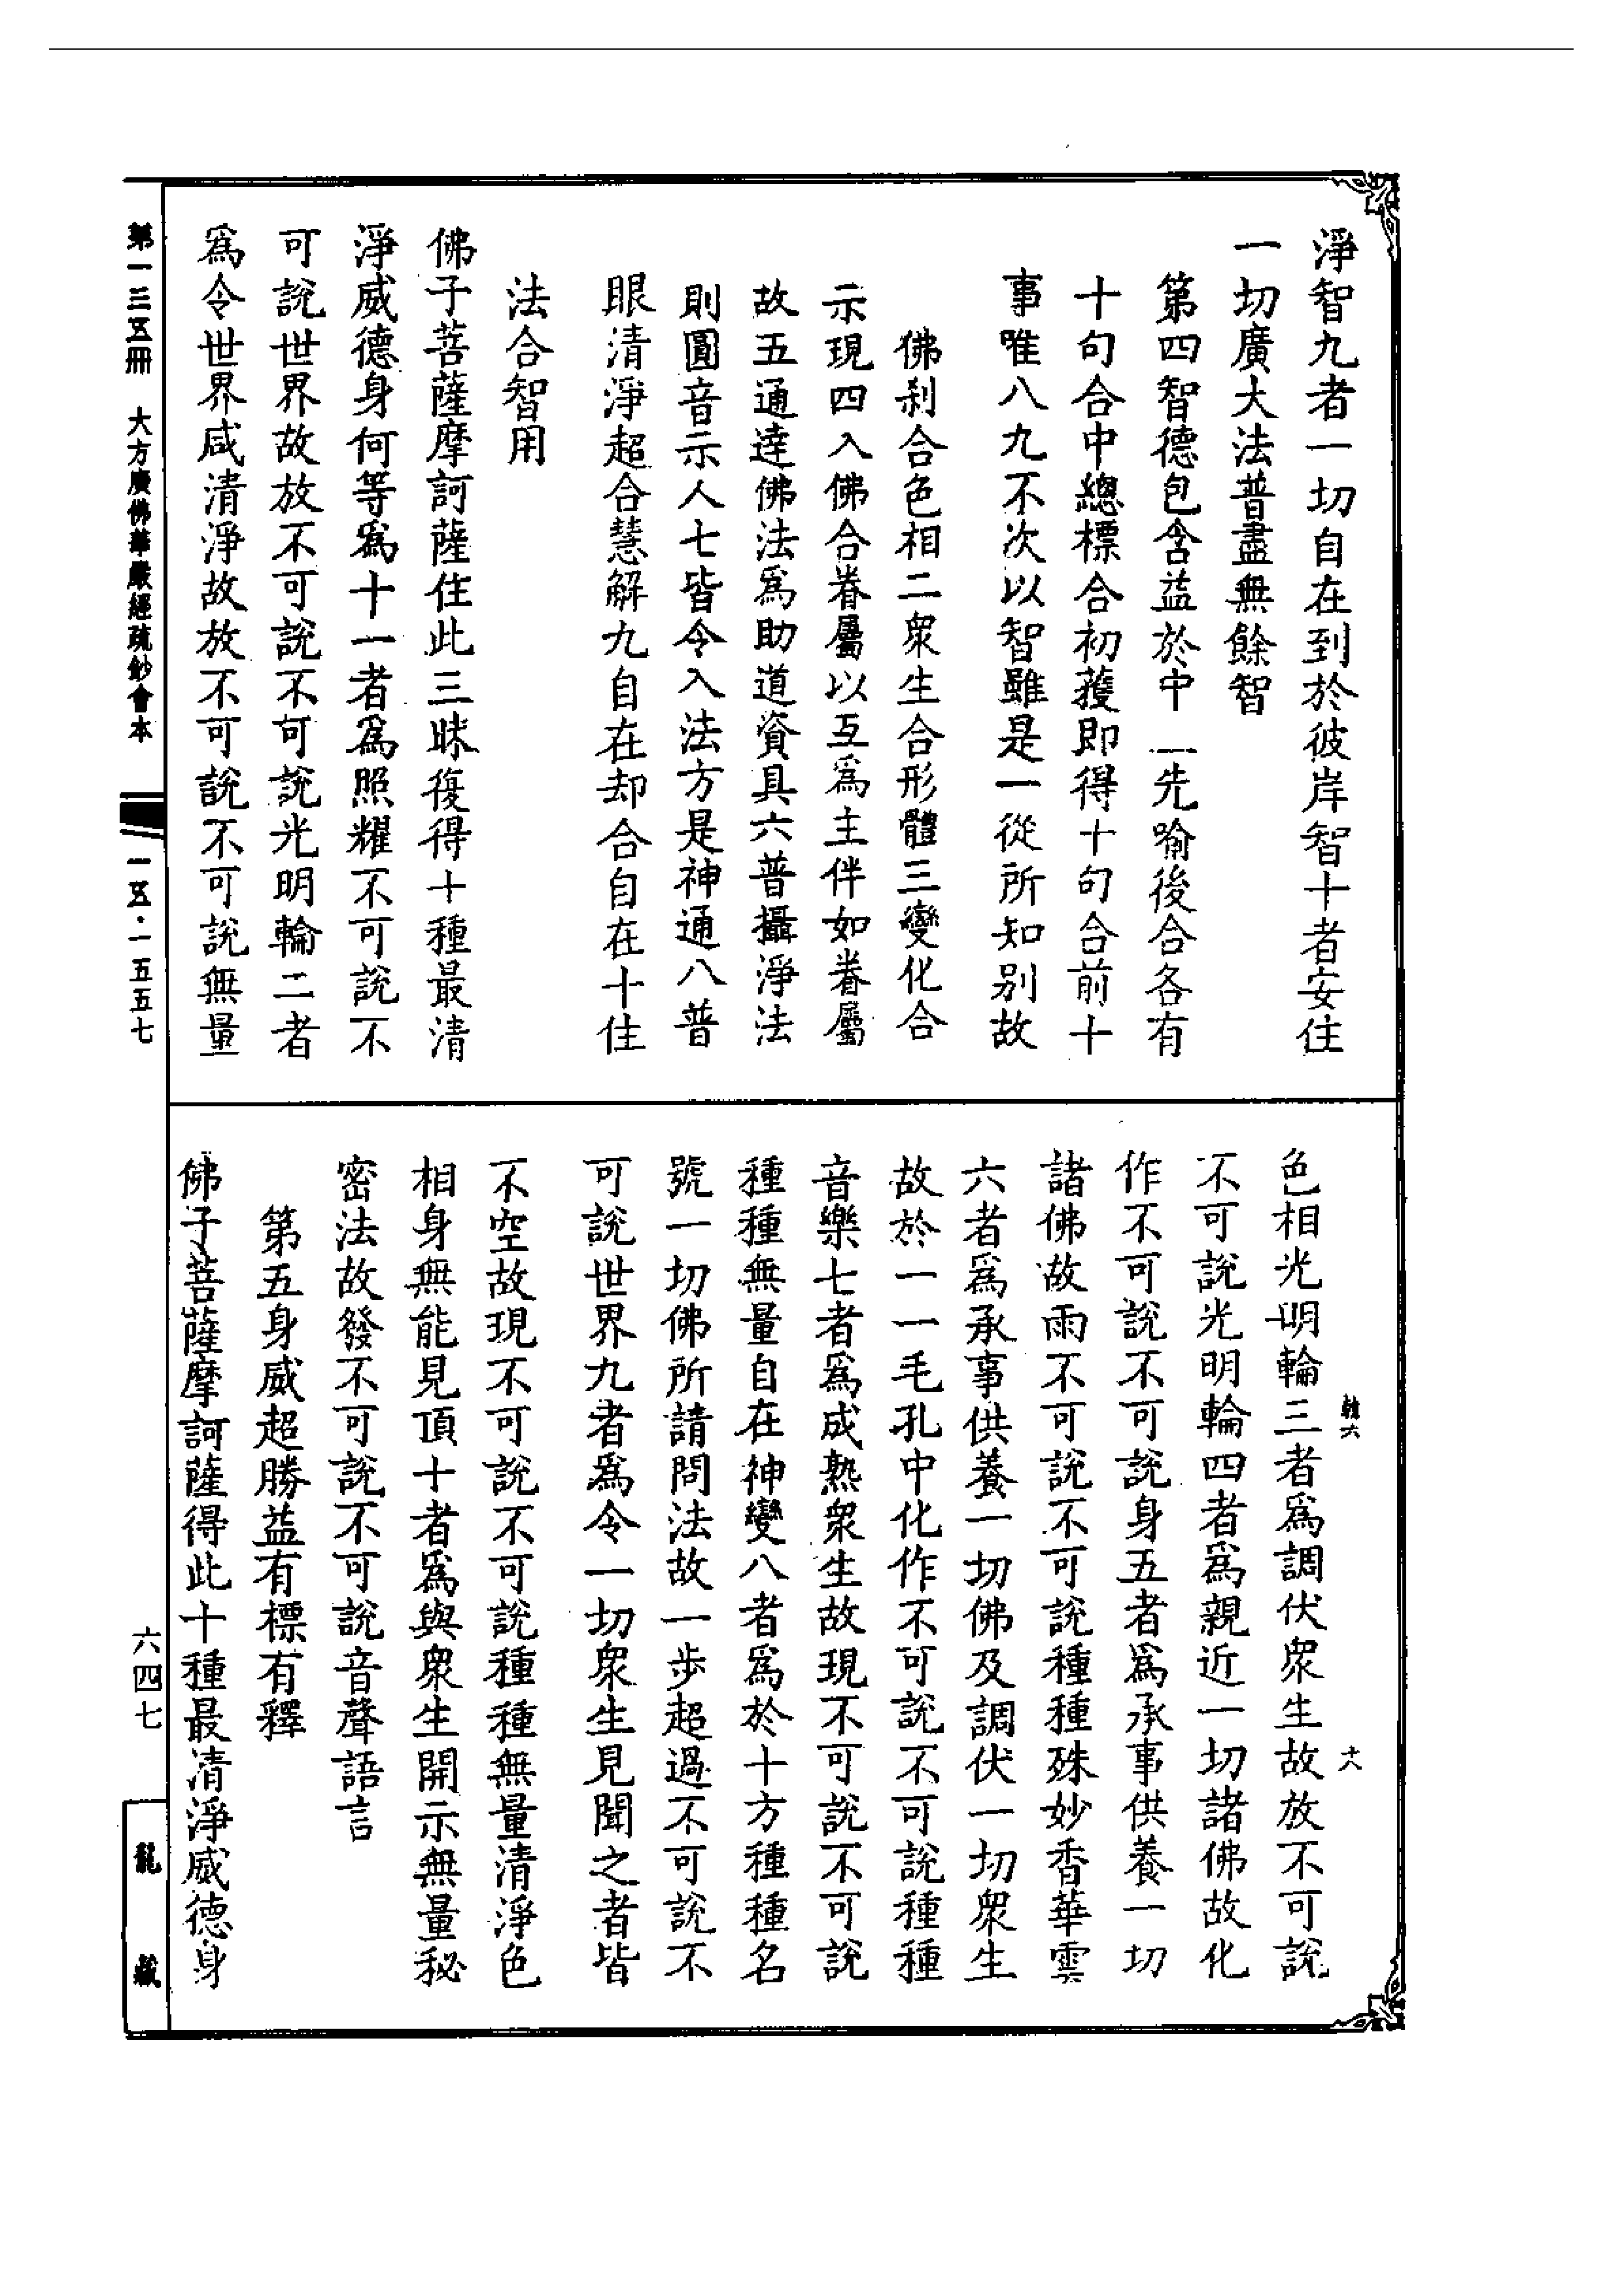 淨智九者一切自在到於彼岸智十者安住
一切廣大法普盡無餘智
第四智德包含益於中一先喻後合各有
十句合中總標合初䕶即得十句合前十
事唯八九不次以智雖是一從所知別故
佛刹合色相二衆生合形體三變化合
示現四入佛合眷屬以互爲主伴如眷屬
故五通達佛法爲助道資具六普攝淨法
則圓音示人七皆令入法方是神通八普
眼清淨超合慧解九自在却合自在十住
法合智用
佛子菩薩摩訶薩住此三昧復得十種最清
淨威德身何等爲十一者爲照耀不可說不
可說世界故放不可說不可說光明輪二者
爲令世界咸清淨故放不可說不可說無量
色相光明輪三者爲調伏衆生故放不可說
不可說光明輪四者爲親近一切諸佛故化
作不可說不可說身五者爲承事供養一切
諸佛故雨不可說不可說種種殊妙香華雲
六者爲承事供養一切佛及調伏一切衆生
故於一一毛孔中化作不可說不可說種種
音樂七者爲成熟衆生故現不可說不可說
種種無量自在神變八者爲於十方種種名
號一切佛所請問法故一步超過不可說不
可說世界九者爲令一切衆生見聞之者皆
不空故現不可說不可說種種無量清淨色
相身無能見頂十者爲與衆生開示無量秘
密法故發不可說不可說音聲語言
第五身威超勝益有標有釋
佛子菩薩摩訶薩得此十種最清淨威德身
第一三五冊 大方廣佛華嚴經疏鈔會本 一五·一五五七
六四七
龍藏